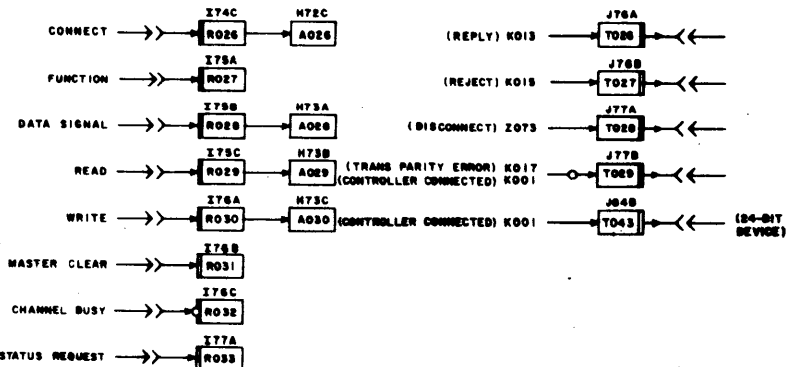 I74C H72C
CONNECT R026 A026
I75A
FUNCTION R027
I75B H73A
DATA SIGNAL R028 A028
I75C H73B
READ R029 A029
I76A H73C
WRITE R030 A030
I76B
MASTER CLEAR R031
I76C
CHANNEL BUSY R032
I77A
STATUS REQUEST R033
J76A
(REPLY) K013 T026
J76B
(REJECT) K015 T027
J77A
(DISCONNECT) Z073 T028
J77B
(TRANS PARITY ERROR) K017 T029
(CONTROLLER CONNECTED) K001
J84B
(CONTROLLER CONNECTED) K001 T043 (24-BIT
DEVICE)